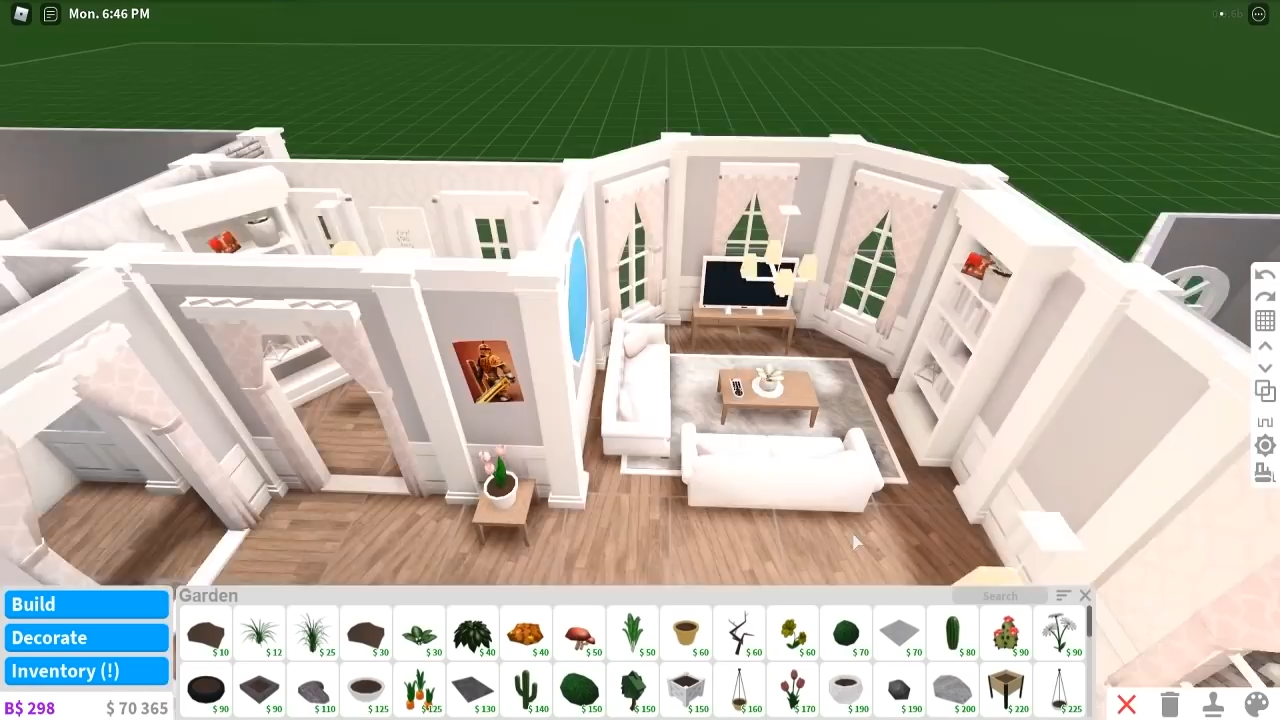 Mon. 6:46 PM
Garden
Search
Build
Decorate
Inventory (!)
B$ 298
$ 70 365
$10 $12 $25 $30 $30 $40 $40 $50 $50 $60 $60 $60 $70 $70 $80 $90 $90
$90 $90 $110 $125 $125 $130 $140 $150 $150 $150 $160 $170 $190 $190 $200 $220 $225